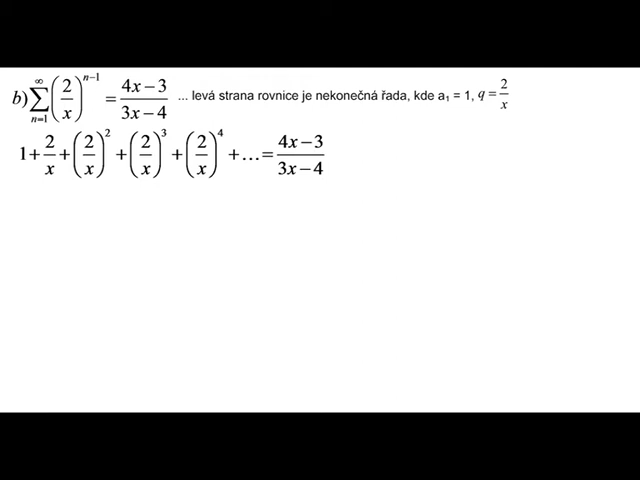 b) ∑_{n=1}^{∞} (2/x)^{n−1} = (4x−3)/(3x−4) ... levá strana rovnice je nekonečná řada, kde a₁ = 1, q = 2/x
1 + 2/x + (2/x)² + (2/x)³ + (2/x)⁴ + ... = (4x−3)/(3x−4)